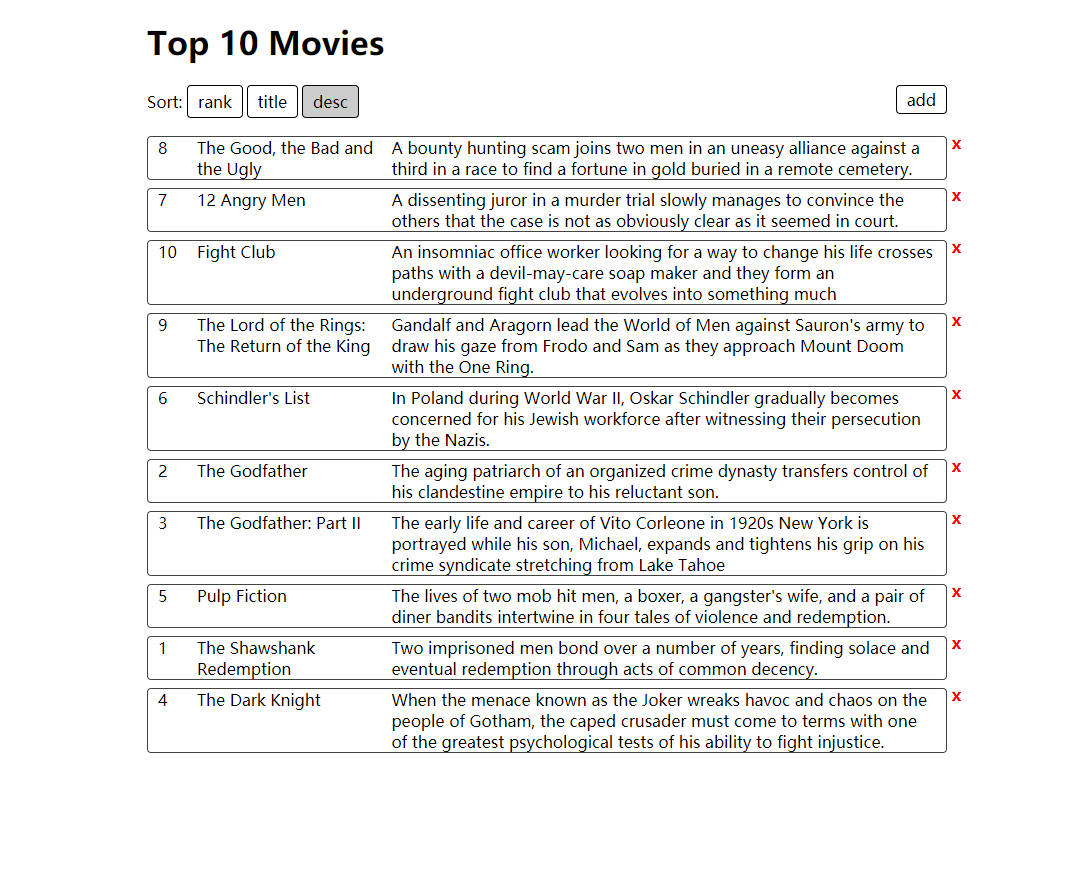 Top 10 Movies
Sort: rank title desc add
8 The Good, the Bad and the Ugly A bounty hunting scam joins two men in an uneasy alliance against a x
third in a race to find a fortune in gold buried in a remote cemetery.
7 12 Angry Men A dissenting juror in a murder trial slowly manages to convince the x
others that the case is not as obviously clear as it seemed in court.
10 Fight Club An insomniac office worker looking for a way to change his life crosses x
paths with a devil-may-care soap maker and they form an
underground fight club that evolves into something much
9 The Lord of the Rings: The Return of the King Gandalf and Aragorn lead the World of Men against Sauron's army to x
draw his gaze from Frodo and Sam as they approach Mount Doom
with the One Ring.
6 Schindler's List In Poland during World War II, Oskar Schindler gradually becomes x
concerned for his Jewish workforce after witnessing their persecution
by the Nazis.
2 The Godfather The aging patriarch of an organized crime dynasty transfers control of x
his clandestine empire to his reluctant son.
3 The Godfather: Part II The early life and career of Vito Corleone in 1920s New York is x
portrayed while his son, Michael, expands and tightens his grip on his
crime syndicate stretching from Lake Tahoe
5 Pulp Fiction The lives of two mob hit men, a boxer, a gangster's wife, and a pair of x
diner bandits intertwine in four tales of violence and redemption.
1 The Shawshank Redemption Two imprisoned men bond over a number of years, finding solace and x
eventual redemption through acts of common decency.
4 The Dark Knight When the menace known as the Joker wreaks havoc and chaos on the x
people of Gotham, the caped crusader must come to terms with one
of the greatest psychological tests of his ability to fight injustice.